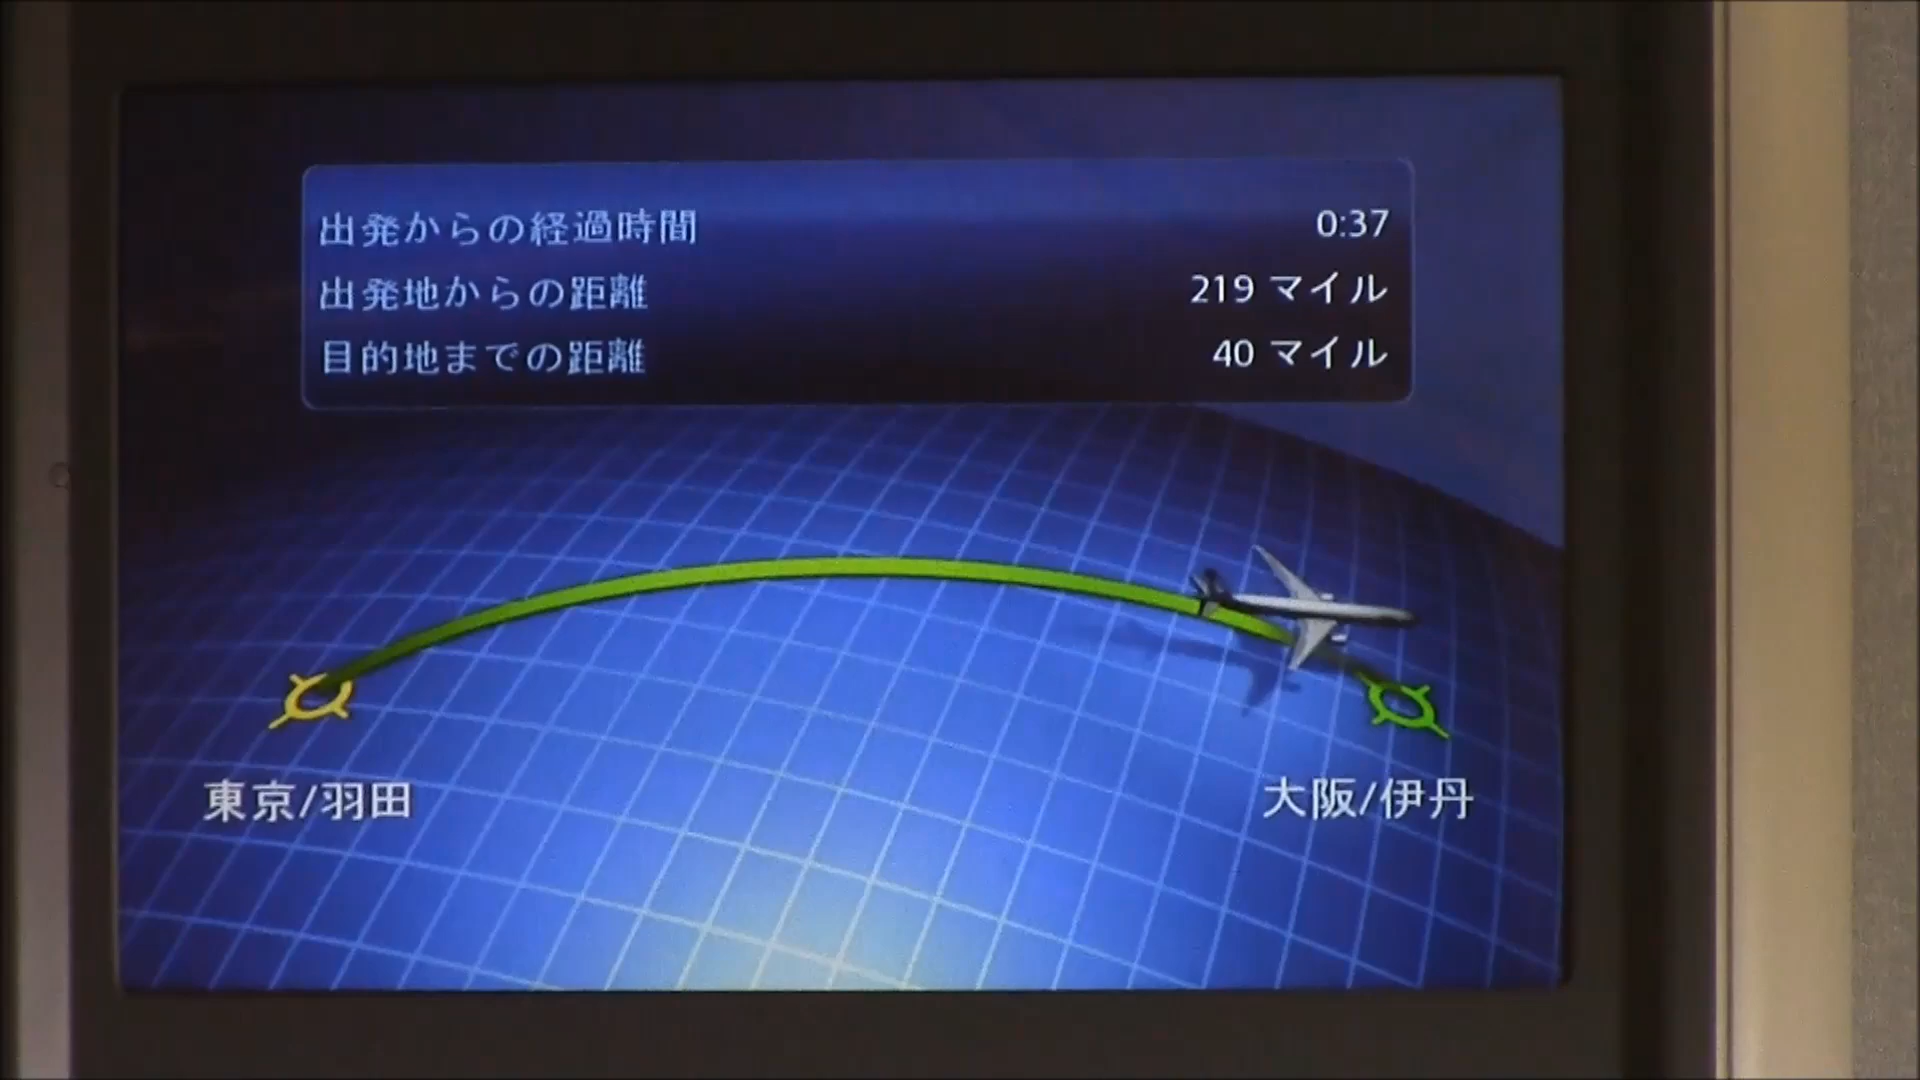 出発からの経過時間 0:37
出発地からの距離 219 マイル
目的地までの距離 40 マイル
東京/羽田 大阪/伊丹